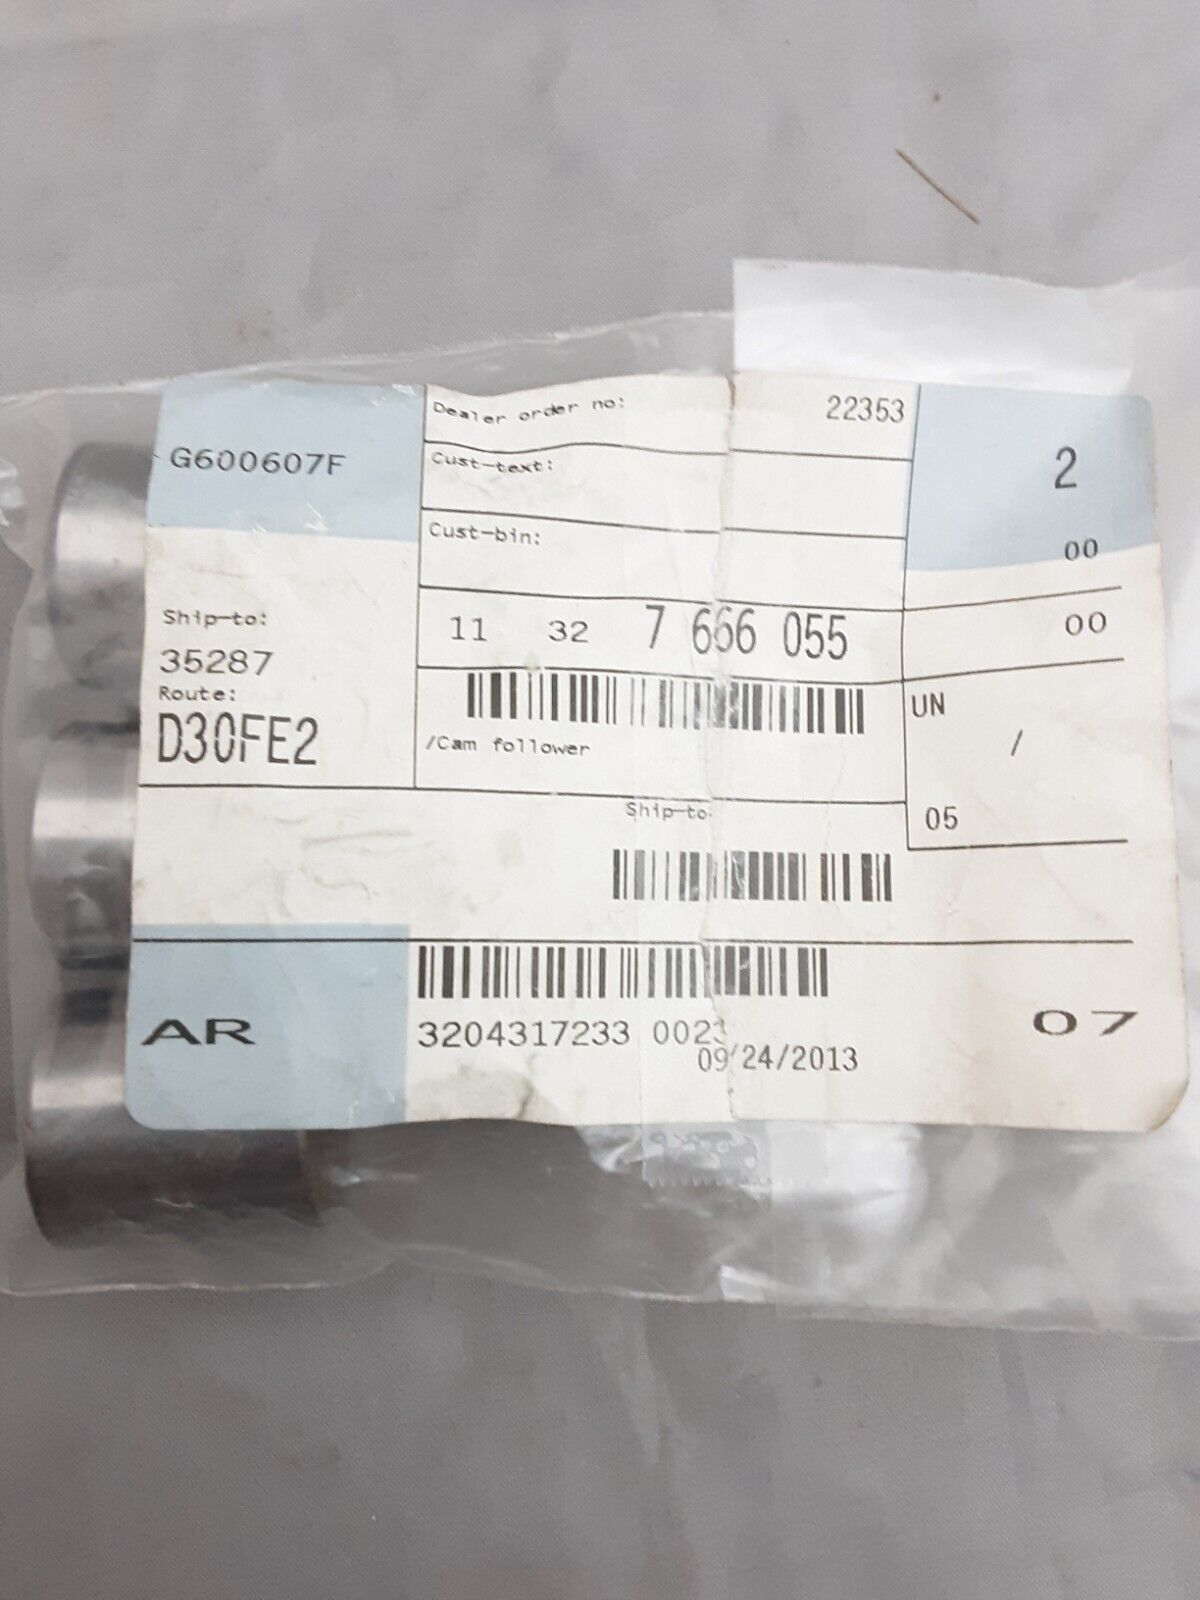 G600607F
Dealer order no: 22353
Cust-text:
Cust-bin:
2
00
Ship-to:
35287
Route:
D30FE2
11 32 7 666 055
00
/Cam follower
UN
/
05
Ship-to:
AR
3204317233
09/24/2013
07